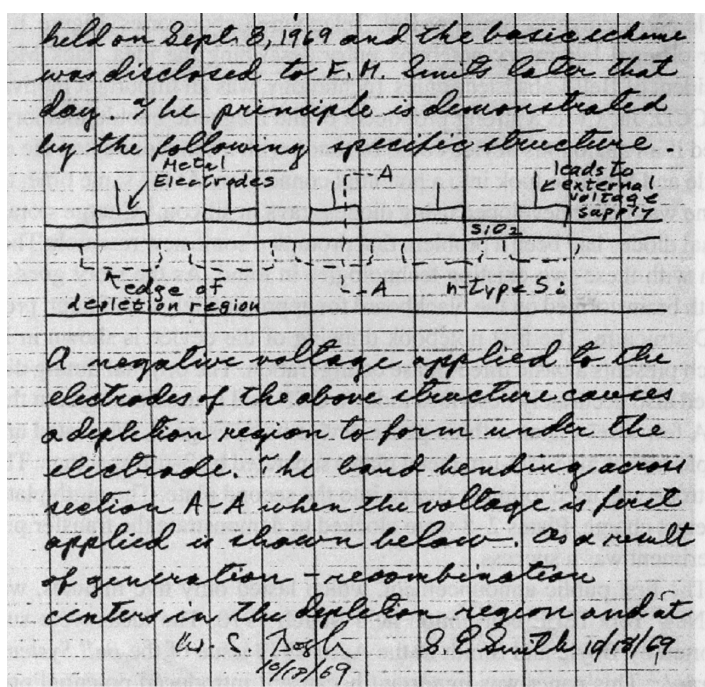 held on Sept. 8, 1969 and the basic scheme
was disclosed to F. M. Smits later that
day The principle is demonstrated
by the following specific structure.
Metal
Electrodes
A
leads to
external
voltage
supply
SiO2
edge of
depletion region
A
n-type Si
A negative voltage applied to the
electrodes of the above structure causes
a depletion region to form under the
electrode. The band bending across
section A-A when the voltage is first
applied is shown below. As a result
of generation - recombination
centers in the depletion region and at
W. S. 
10/18/69
G E Smith 10/18/69